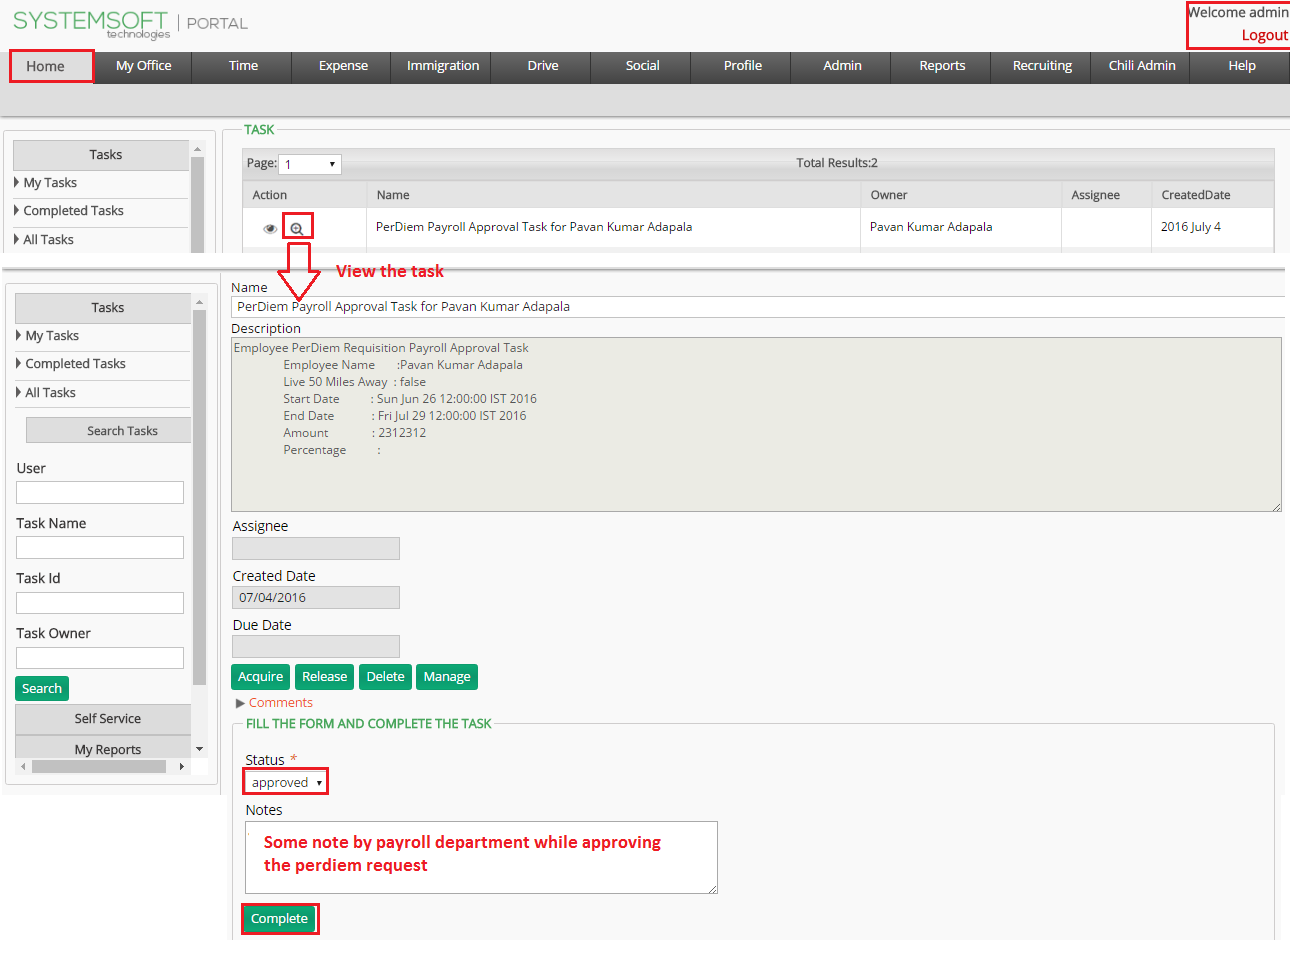 SYSTEMSOFT
technologies
PORTAL
Welcome admin
Logout
Home My Office Time Expense Immigration Drive Social Profile Admin Reports Recruiting Chili Admin Help
Tasks
My Tasks
Completed Tasks
All Tasks
TASK
Page: 1 Total Results:2
Action Name Owner Assignee CreatedDate
PerDiem Payroll Approval Task for Pavan Kumar Adapala Pavan Kumar Adapala 2016 July 4
View the task
Tasks
My Tasks
Completed Tasks
All Tasks
Search Tasks
User
Task Name
Task Id
Task Owner
Search
Self Service
My Reports
Name
PerDiem Payroll Approval Task for Pavan Kumar Adapala
Description
Employee PerDiem Requisition Payroll Approval Task
Employee Name :Pavan Kumar Adapala
Live 50 Miles Away : false
Start Date : Sun Jun 26 12:00:00 IST 2016
End Date : Fri Jul 29 12:00:00 IST 2016
Amount : 2312312
Percentage :
Assignee
Created Date
07/04/2016
Due Date
Acquire Release Delete Manage
Comments
FILL THE FORM AND COMPLETE THE TASK
Status *
approved
Notes
Some note by payroll department while approving
the perdiem request
Complete